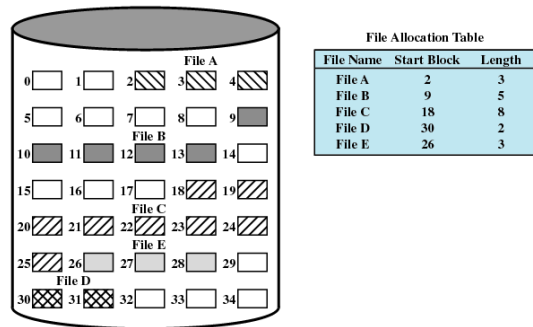 File A
0 1 2 3 4
5 6 7 8 9
File B
10 11 12 13 14
15 16 17 18 19
File C
20 21 22 23 24
File E
25 26 27 28 29
File D
30 31 32 33 34
File Allocation Table
File Name Start Block Length
File A 2 3
File B 9 5
File C 18 8
File D 30 2
File E 26 3